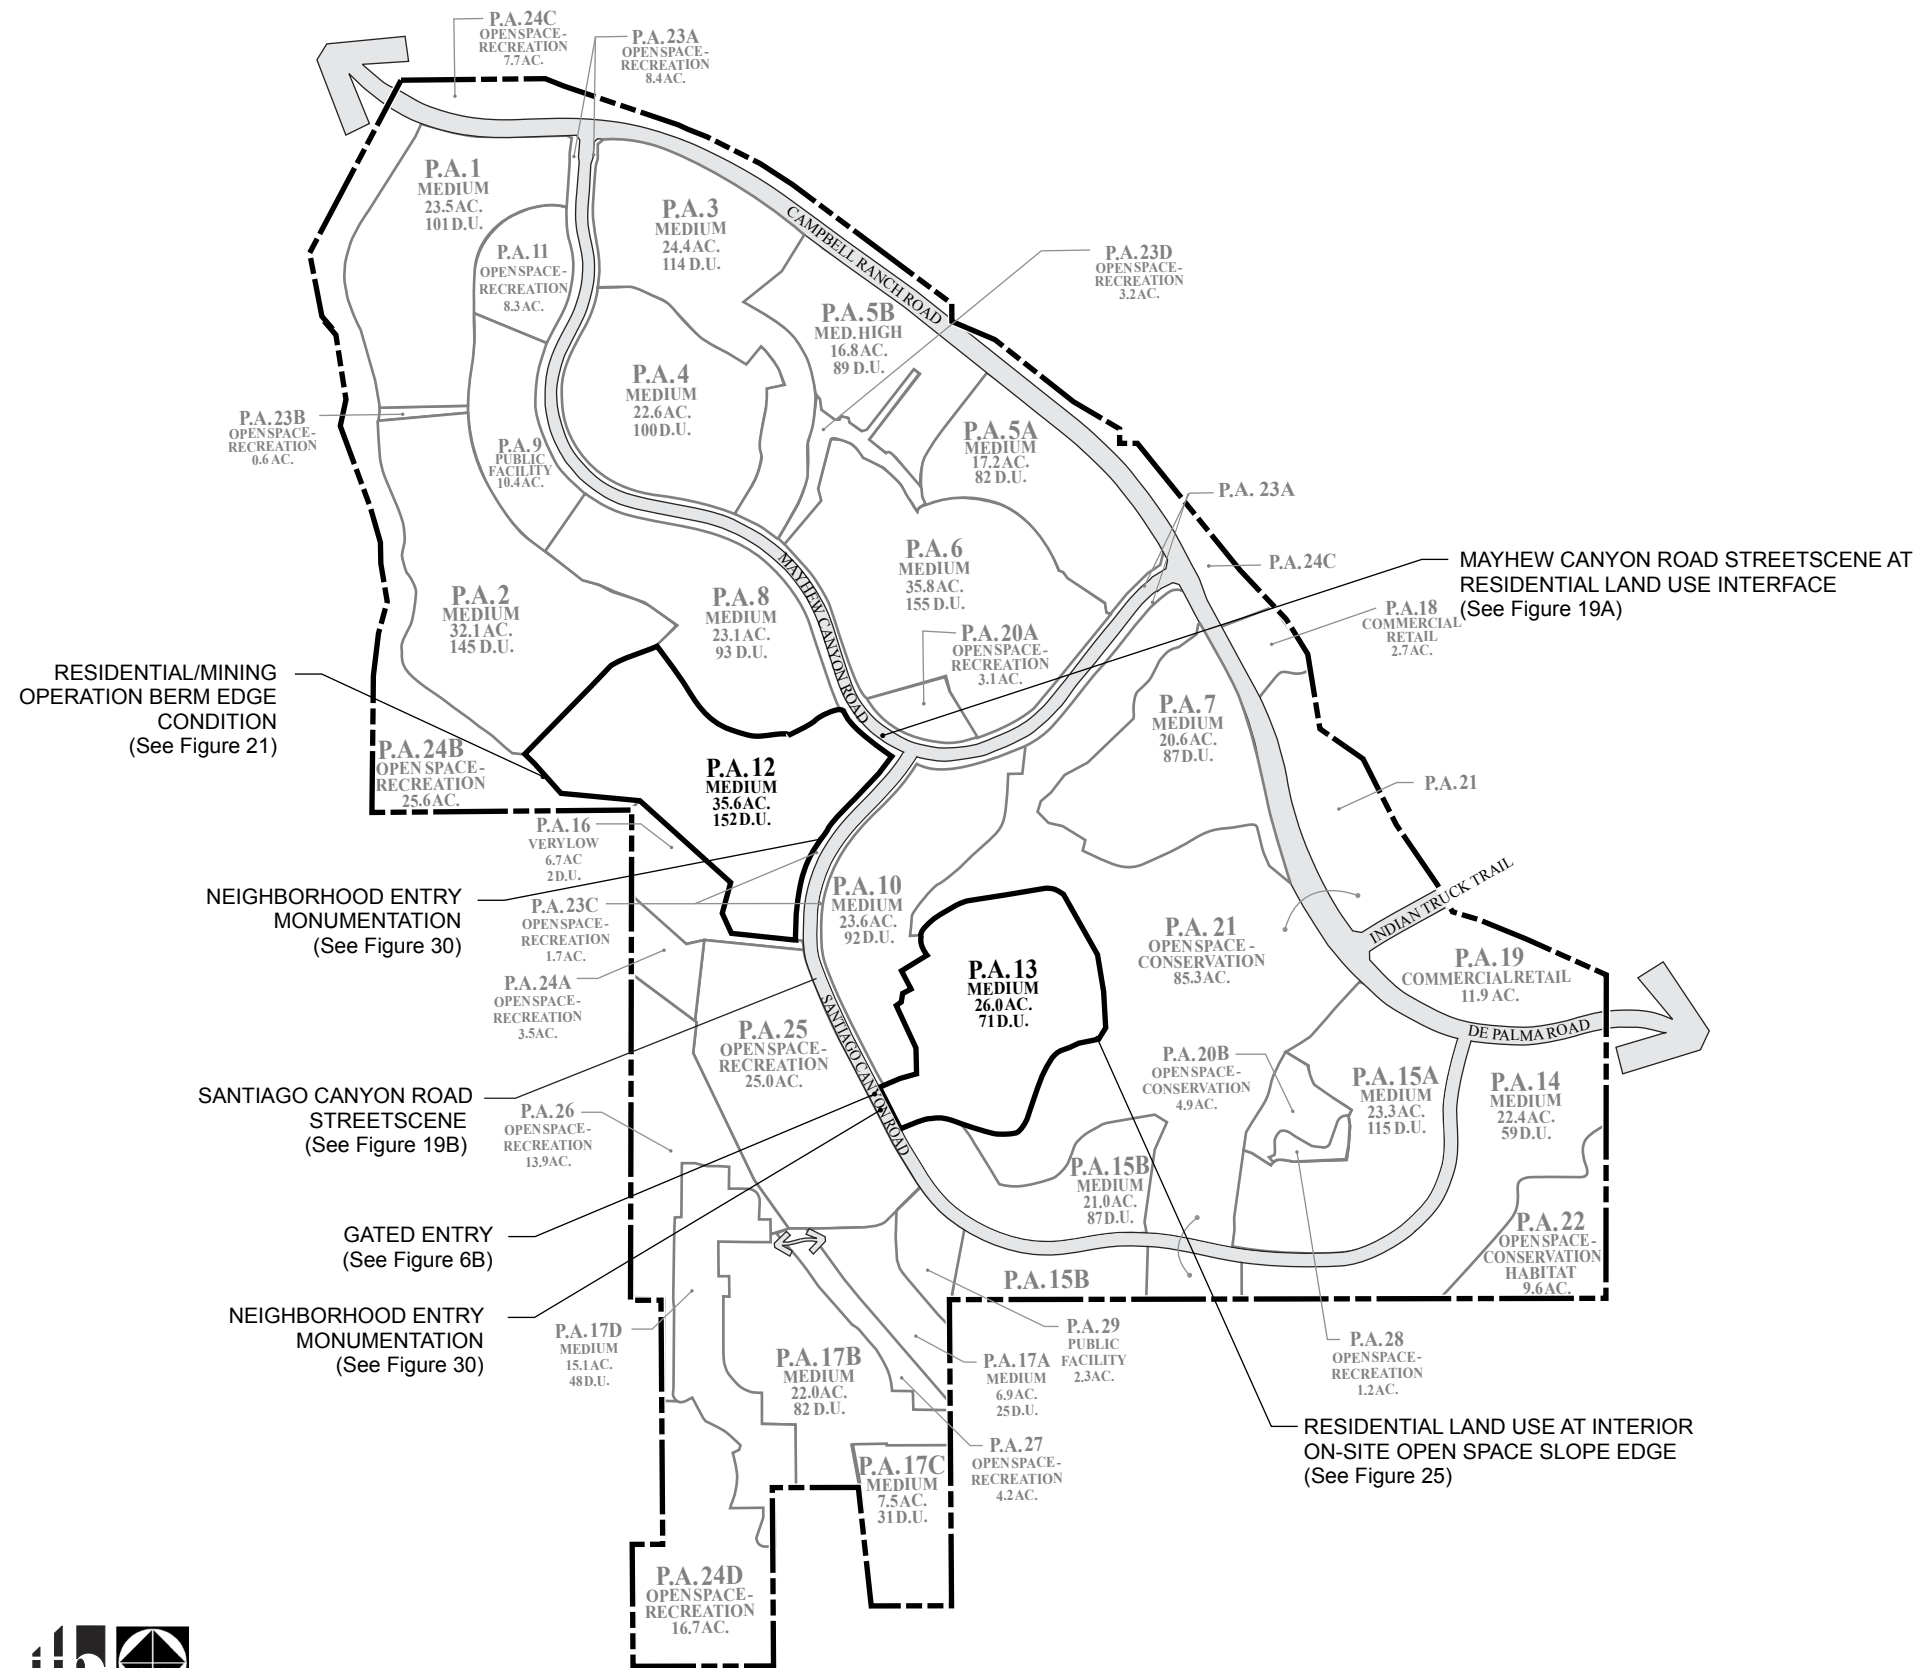 P.A.24C
OPEN SPACE-
RECREATION
7.7 AC.
P.A.23A
OPEN SPACE-
RECREATION
8.4 AC.
P.A.1
MEDIUM
23.5 AC.
101 D.U.
P.A.3
MEDIUM
24.4 AC.
114 D.U.
CAMPBELL RANCH ROAD
P.A.11
OPEN SPACE-
RECREATION
8.3 AC.
P.A.23D
OPEN SPACE-
RECREATION
3.2 AC.
P.A.5B
MED. HIGH
16.8 AC.
89 D.U.
P.A.4
MEDIUM
22.6 AC.
100 D.U.
P.A.23B
OPEN SPACE-
RECREATION
0.6 AC.
P.A.9
PUBLIC
FACILITY
10.4 AC.
P.A.5A
MEDIUM
17.2 AC.
82 D.U.
P.A. 23A
P.A.6
MEDIUM
35.8 AC.
155 D.U.
P.A.24C
MAYHEW CANYON ROAD STREETSCENE AT
RESIDENTIAL LAND USE INTERFACE
(See Figure 19A)
P.A.2
MEDIUM
32.1 AC.
145 D.U.
P.A.8
MEDIUM
23.1 AC.
93 D.U.
MAYHEW CANYON ROAD
P.A.20A
OPEN SPACE-
RECREATION
3.1 AC.
P.A.18
COMMERCIAL
RETAIL
2.7 AC.
RESIDENTIAL/MINING
OPERATION BERM EDGE
CONDITION
(See Figure 21)
P.A.24B
OPEN SPACE-
RECREATION
25.6 AC.
P.A.12
MEDIUM
35.6 AC.
152 D.U.
P.A.7
MEDIUM
20.6 AC.
87 D.U.
P.A.21
P.A.16
VERY LOW
6.7 AC
2 D.U.
NEIGHBORHOOD ENTRY
MONUMENTATION
(See Figure 30)
P.A.23C
OPEN SPACE-
RECREATION
1.7 AC.
P.A.10
MEDIUM
23.6 AC.
92 D.U.
INDIAN TRUCK TRAIL
P.A. 21
OPEN SPACE -
CONSERVATION
85.3 AC.
P.A.13
MEDIUM
26.0 AC.
71 D.U.
P.A.19
COMMERCIAL RETAIL
11.9 AC.
P.A.24A
OPEN SPACE-
RECREATION
3.5 AC.
P.A.25
OPEN SPACE-
RECREATION
25.0 AC.
SANTIAGO CANYON ROAD
DE PALMA ROAD
SANTIAGO CANYON ROAD
STREETSCENE
(See Figure 19B)
P.A.26
OPEN SPACE-
RECREATION
13.9 AC.
P.A.20B
OPEN SPACE-
CONSERVATION
4.9 AC.
P.A.15A
MEDIUM
23.3 AC.
115 D.U.
P.A.14
MEDIUM
22.4 AC.
59 D.U.
P.A.15B
MEDIUM
21.0 AC.
87 D.U.
GATED ENTRY
(See Figure 6B)
P.A.22
OPEN SPACE-
CONSERVATION
HABITAT
9.6 AC.
P.A.15B
NEIGHBORHOOD ENTRY
MONUMENTATION
(See Figure 30)
P.A.17D
MEDIUM
15.1 AC.
48 D.U.
P.A.17B
MEDIUM
22.0 AC.
82 D.U.
P.A.29
PUBLIC
FACILITY
2.3 AC.
P.A.17A
MEDIUM
6.9 AC.
25 D.U.
P.A.28
OPEN SPACE-
RECREATION
1.2 AC.
P.A.27
OPEN SPACE-
RECREATION
4.2 AC.
RESIDENTIAL LAND USE AT INTERIOR
ON-SITE OPEN SPACE SLOPE EDGE
(See Figure 25)
P.A.17C
MEDIUM
7.5 AC.
31 D.U.
P.A.24D
OPEN SPACE-
RECREATION
16.7 AC.